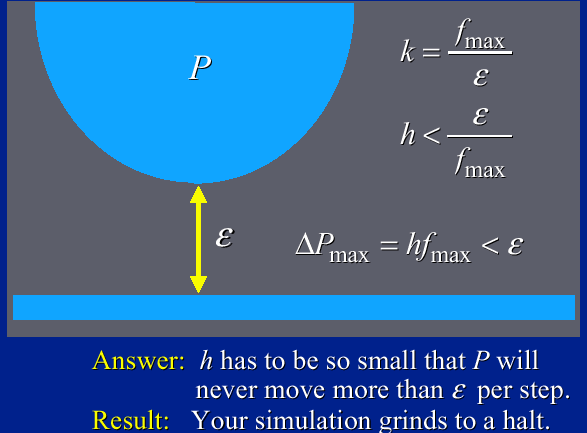 P
k = f_max / ε
h < ε / f_max
ε
ΔP_max = hf_max < ε
Answer: h has to be so small that P will
never move more than ε per step.
Result: Your simulation grinds to a halt.